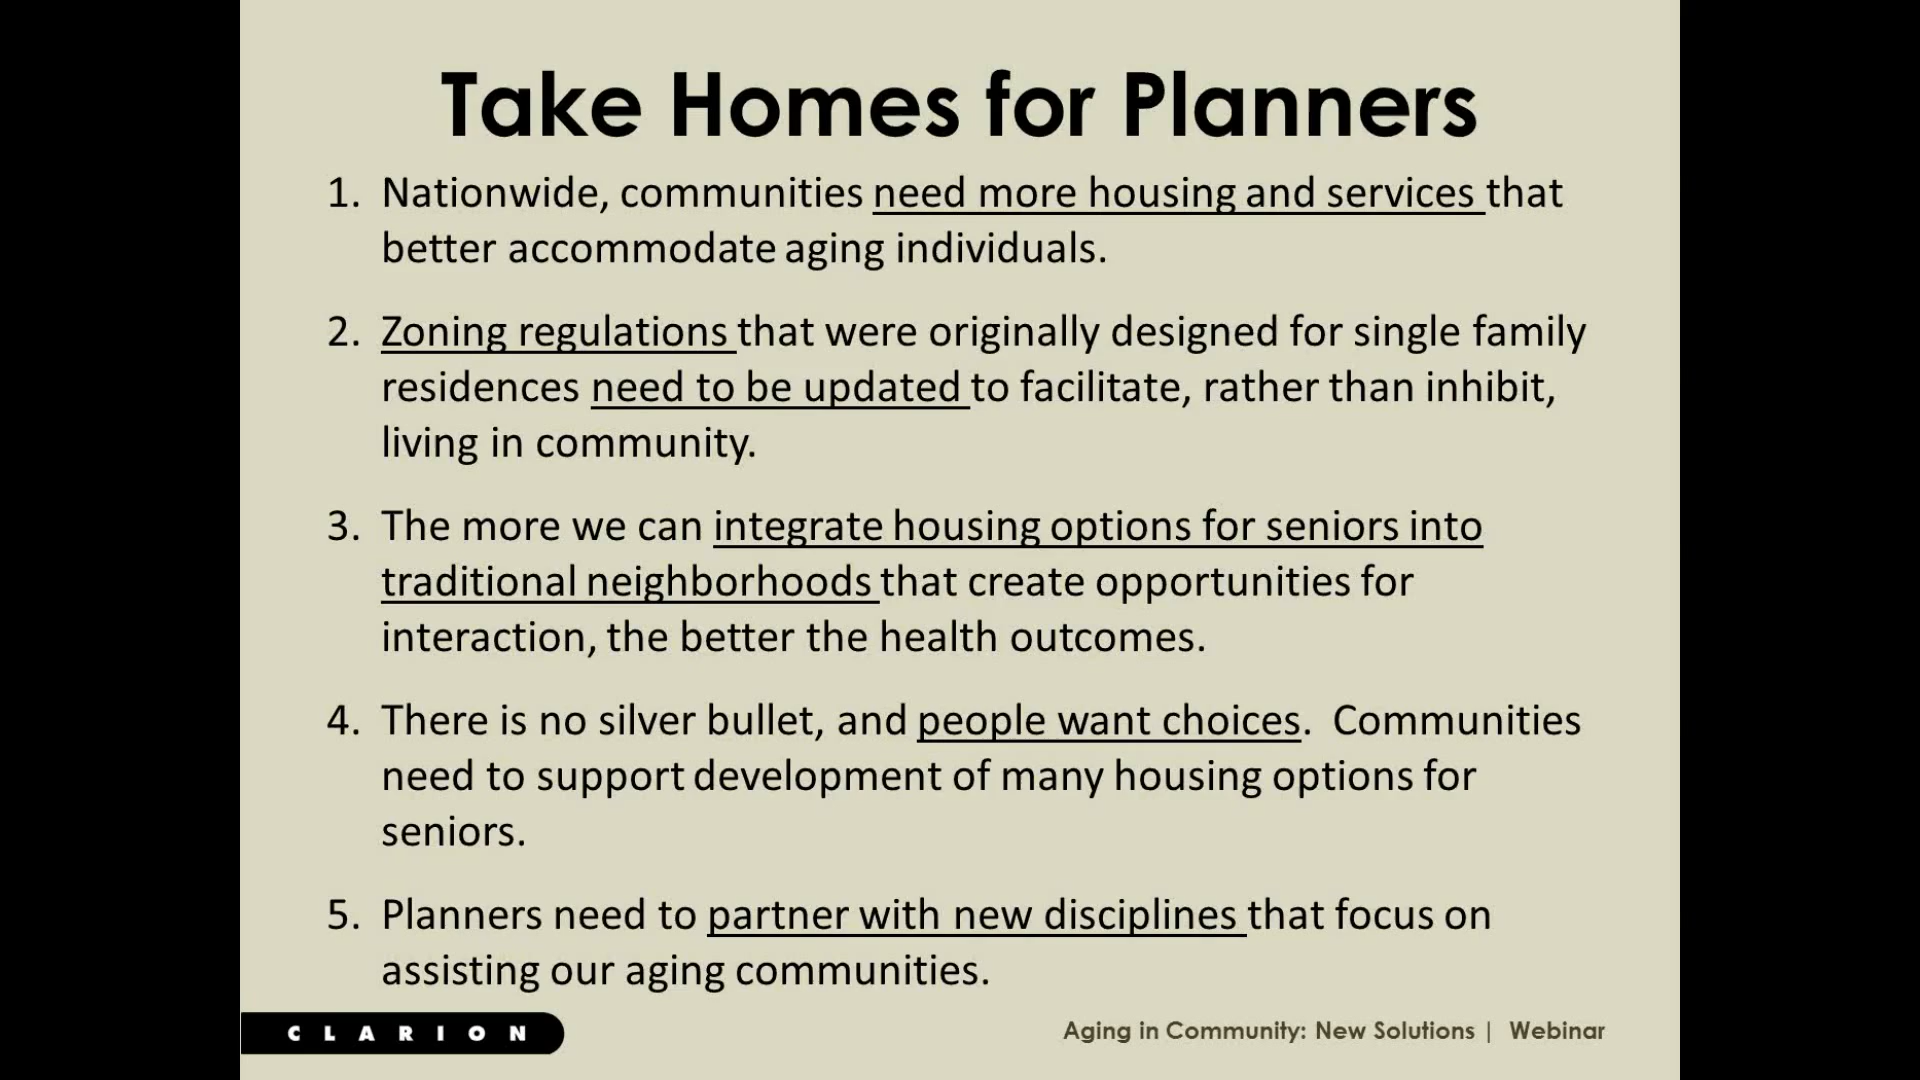 Take Homes for Planners
1. Nationwide, communities need more housing and services that
better accommodate aging individuals.
2. Zoning regulations that were originally designed for single family
residences need to be updated to facilitate, rather than inhibit,
living in community.
3. The more we can integrate housing options for seniors into
traditional neighborhoods that create opportunities for
interaction, the better the health outcomes.
4. There is no silver bullet, and people want choices. Communities
need to support development of many housing options for
seniors.
5. Planners need to partner with new disciplines that focus on
assisting our aging communities.
CLARION
Aging in Community: New Solutions | Webinar